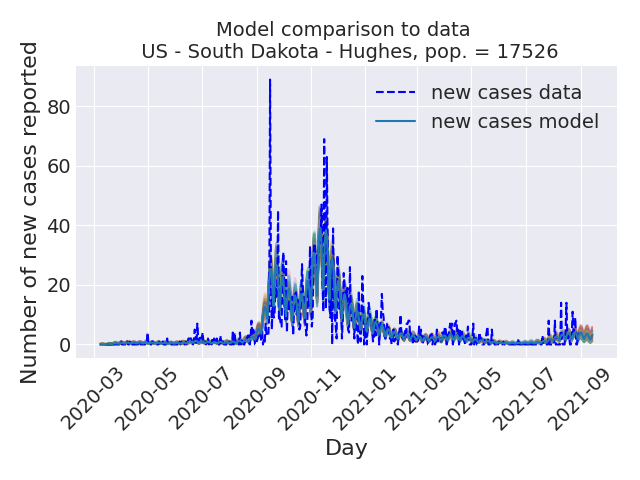 Model comparison to data
US - South Dakota - Hughes, pop. = 17526
Number of new cases reported
80
60
40
20
0
new cases data
new cases model
2020-03
2020-05
2020-07
2020-09
2020-11
2021-01
2021-03
2021-05
2021-07
2021-09
Day